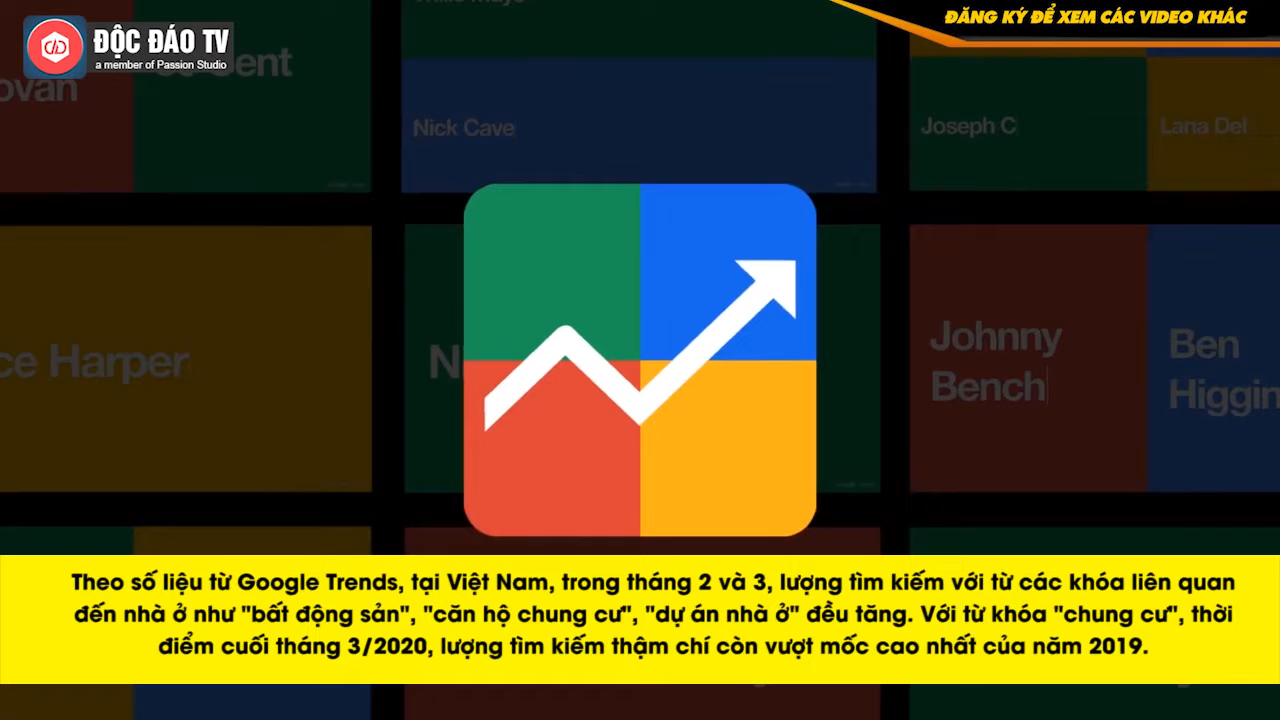 ĐĂNG KÝ ĐỂ XEM CÁC VIDEO KHÁC
ĐỘC ĐÁO TV
a member of Passion Studio
Nick Cave
Joseph C
Lana Del
Harper
Johnny
Bench
Ben
Higgin
Theo số liệu từ Google Trends, tại Việt Nam, trong tháng 2 và 3, lượng tìm kiếm với từ các khóa liên quan
đến nhà ở như "bất động sản", "căn hộ chung cư", "dự án nhà ở" đều tăng. Với từ khóa "chung cư", thời
điểm cuối tháng 3/2020, lượng tìm kiếm thậm chí còn vượt mốc cao nhất của năm 2019.